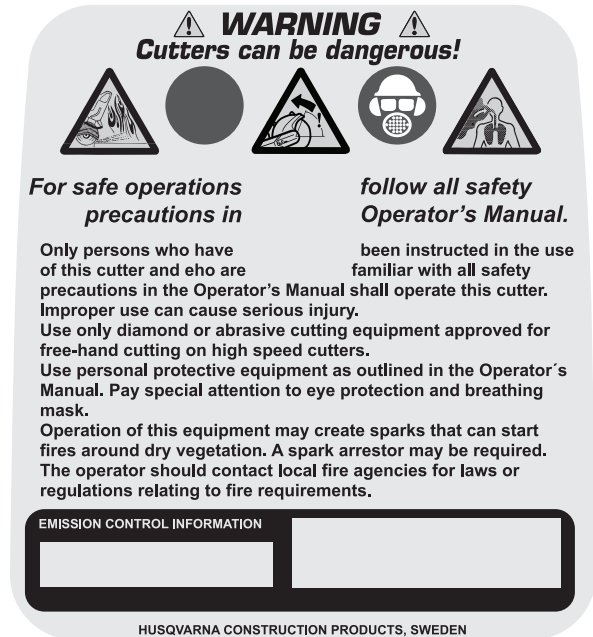 WARNING
Cutters can be dangerous!
!
For safe operations follow all safety
precautions in Operator’s Manual.
Only persons who have been instructed in the use
of this cutter and eho are familiar with all safety
precautions in the Operator’s Manual shall operate this cutter.
Improper use can cause serious injury.
Use only diamond or abrasive cutting equipment approved for
free-hand cutting on high speed cutters.
Use personal protective equipment as outlined in the Operator´s
Manual. Pay special attention to eye protection and breathing
mask.
Operation of this equipment may create sparks that can start
fires around dry vegetation. A spark arrestor may be required.
The operator should contact local fire agencies for laws or
regulations relating to fire requirements.
EMISSION CONTROL INFORMATION
HUSQVARNA CONSTRUCTION PRODUCTS, SWEDEN